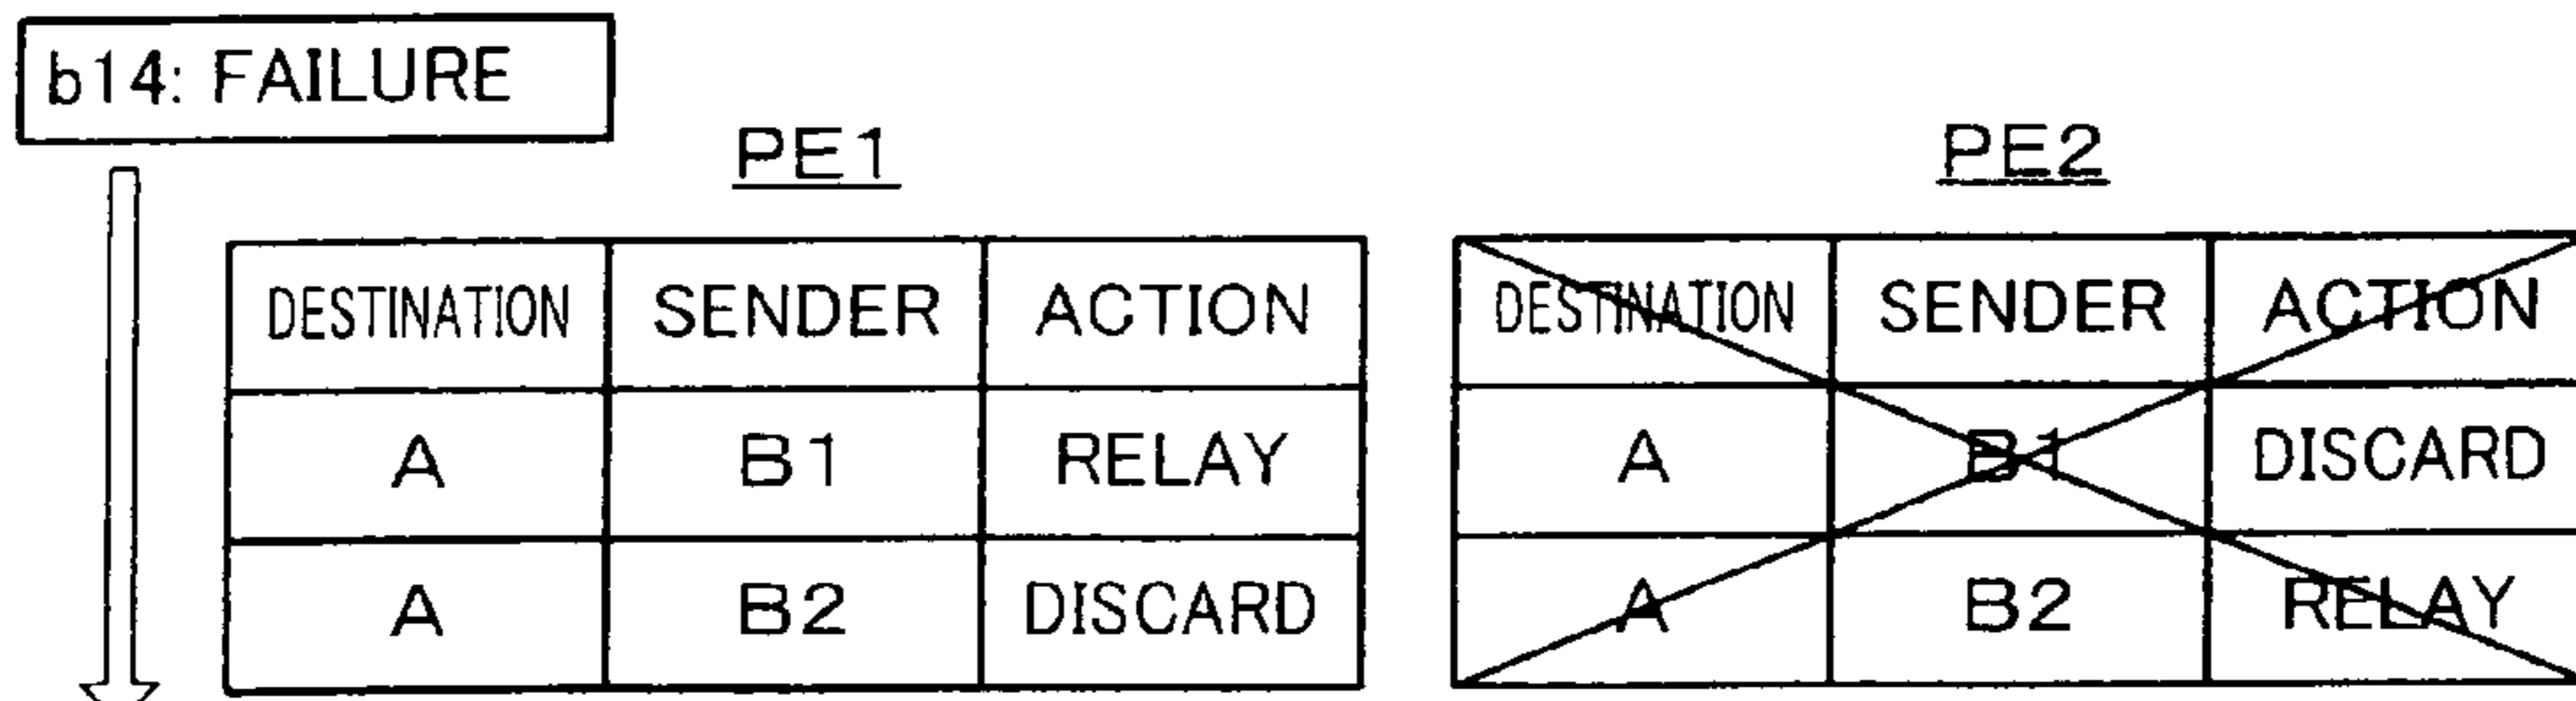 b14: FAILURE
PE1 PE2
DESTINATION SENDER ACTION DESTINATION SENDER ACTION
A B1 RELAY A B1 DISCARD
A B2 DISCARD A B2 RELAY